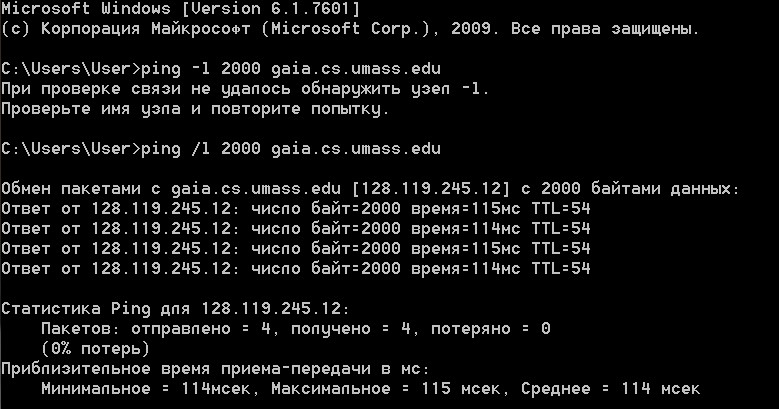 Microsoft Windows [Version 6.1.7601]
(c) Корпорация Майкрософт (Microsoft Corp.), 2009. Все права защищены.
C:\Users\User>ping –l 2000 gaia.cs.umass.edu
При проверке связи не удалось обнаружить узел –l.
Проверьте имя узла и повторите попытку.
C:\Users\User>ping /l 2000 gaia.cs.umass.edu
Обмен пакетами с gaia.cs.umass.edu [128.119.245.12] с 2000 байтами данных:
Ответ от 128.119.245.12: число байт=2000 время=115мс TTL=54
Ответ от 128.119.245.12: число байт=2000 время=114мс TTL=54
Ответ от 128.119.245.12: число байт=2000 время=115мс TTL=54
Ответ от 128.119.245.12: число байт=2000 время=114мс TTL=54
Статистика Ping для 128.119.245.12:
Пакетов: отправлено = 4, получено = 4, потеряно = 0
(0% потерь)
Приблизительное время приема-передачи в мс:
Минимальное = 114мсек, Максимальное = 115 мсек, Среднее = 114 мсек